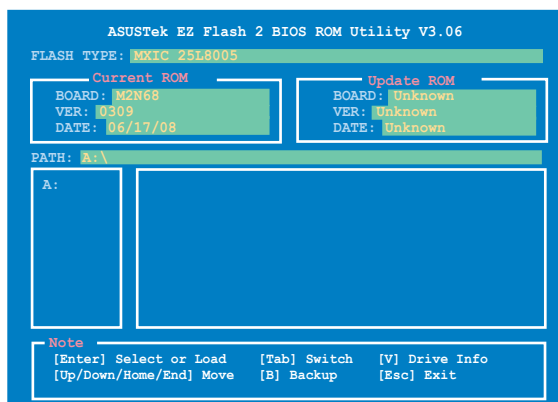 ASUSTek EZ Flash 2 BIOS ROM Utility V3.06
FLASH TYPE: MXIC 25L8005
Current ROM
BOARD: M2N68
VER: 0309
DATE: 06/17/08
Update ROM
BOARD: Unknown
VER: Unknown
DATE: Unknown
PATH: A:\
A:
Note
[Enter] Select or Load [Tab] Switch [V] Drive Info
[Up/Down/Home/End] Move [B] Backup [Esc] Exit